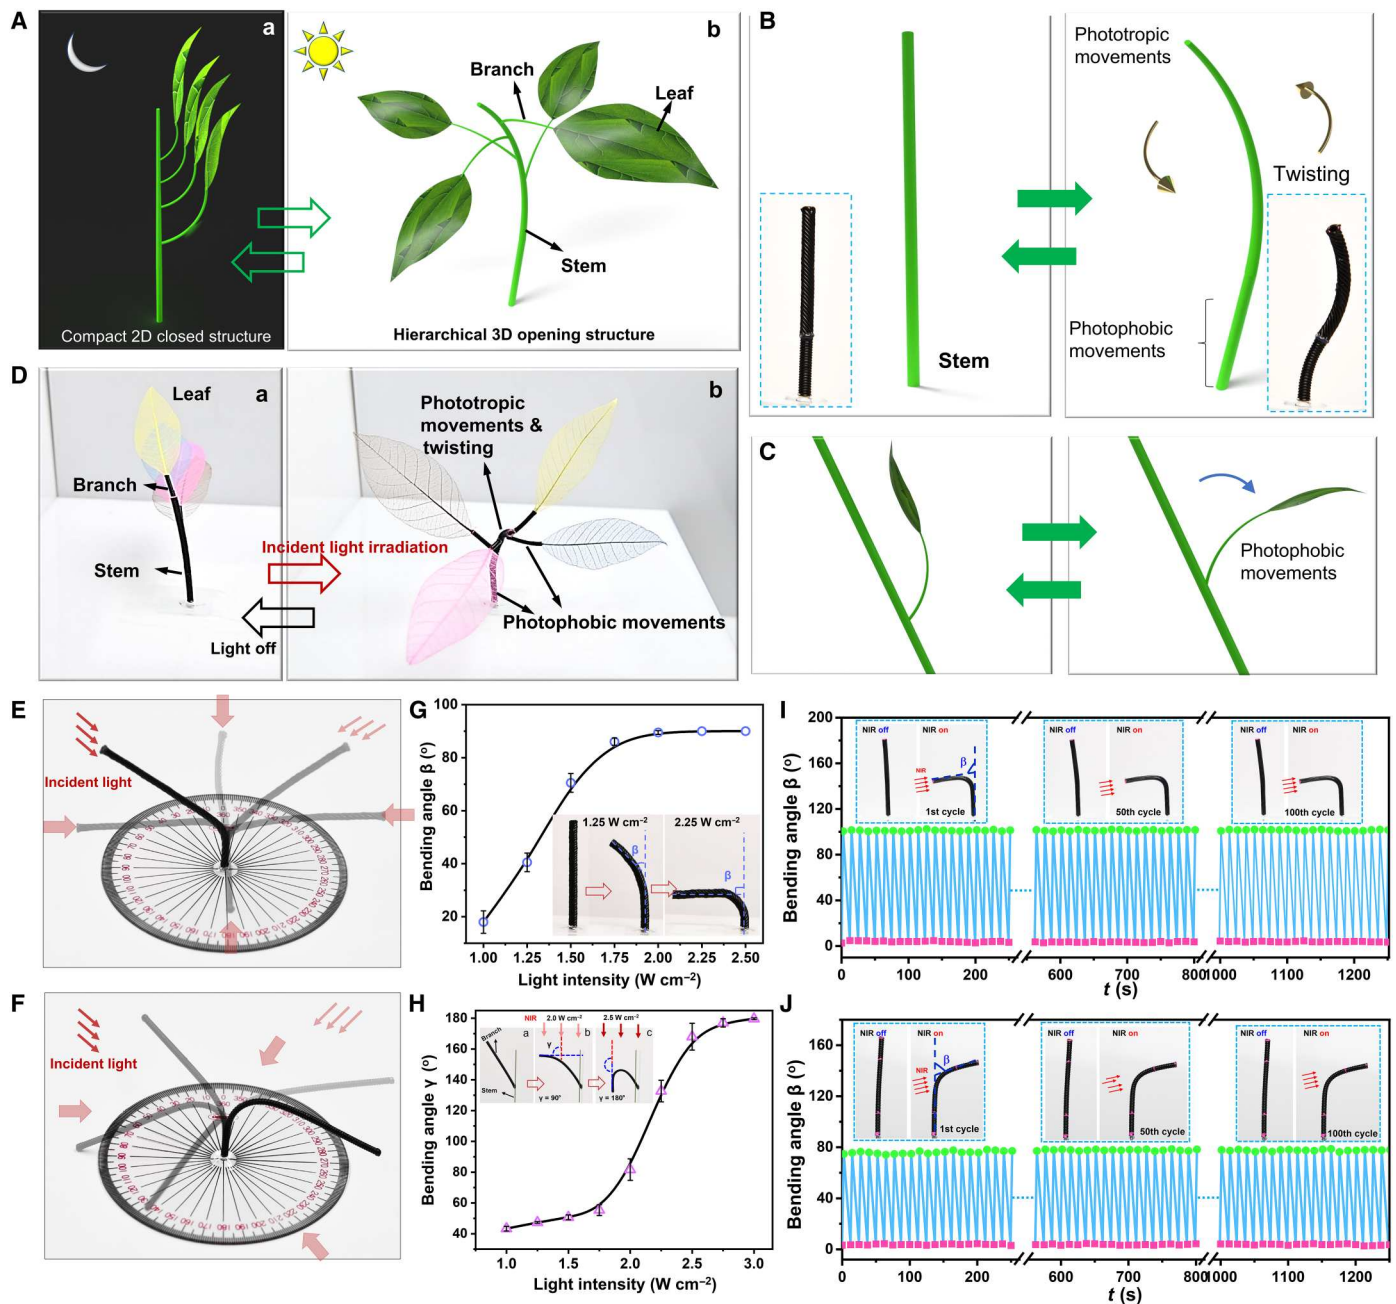 A
a
Compact 2D closed structure
b
Branch
Leaf
Stem
Hierarchical 3D opening structure
B
Stem
Phototropic
movements
Twisting
Photophobic
movements
C
Photophobic
movements
D
a
Leaf
Branch
Stem
b
Phototropic
movements &
twisting
Incident light irradiation
Photophobic movements
Light off
E
Incident light
F
Incident light
G
Bending angle β (°)
100
80
60
40
20
1.25 W cm⁻²
2.25 W cm⁻²
β
β
1.00 1.25 1.50 1.75 2.00 2.25 2.50
Light intensity (W cm⁻²)
H
Bending angle γ (°)
180
160
140
120
100
80
60
40
NIR
2.0 W cm⁻²
2.5 W cm⁻²
Branch
a
b
c
γ
Stem
γ = 90°
γ = 180°
1.0 1.5 2.0 2.5 3.0
Light intensity (W cm⁻²)
I
Bending angle β (°)
200
160
120
80
40
0
NIR off
NIR on
NIR
β
1st cycle
NIR off
NIR on
50th cycle
NIR off
NIR on
100th cycle
0 100 200 600 700 800 1000 1100 1200
t (s)
J
Bending angle β (°)
160
120
80
40
0
NIR off
NIR on
NIR
β
1st cycle
NIR off
NIR on
50th cycle
NIR off
NIR on
100th cycle
0 100 200 600 700 800 1000 1100 1200
t (s)